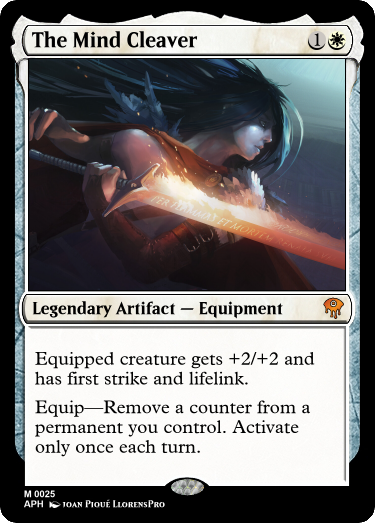 The Mind Cleaver
1
Legendary Artifact — Equipment
Equipped creature gets +2/+2 and
has first strike and lifelink.
Equip—Remove a counter from a
permanent you control. Activate
only once each turn.
M 0025
APH Joan Pioué LlorensPro